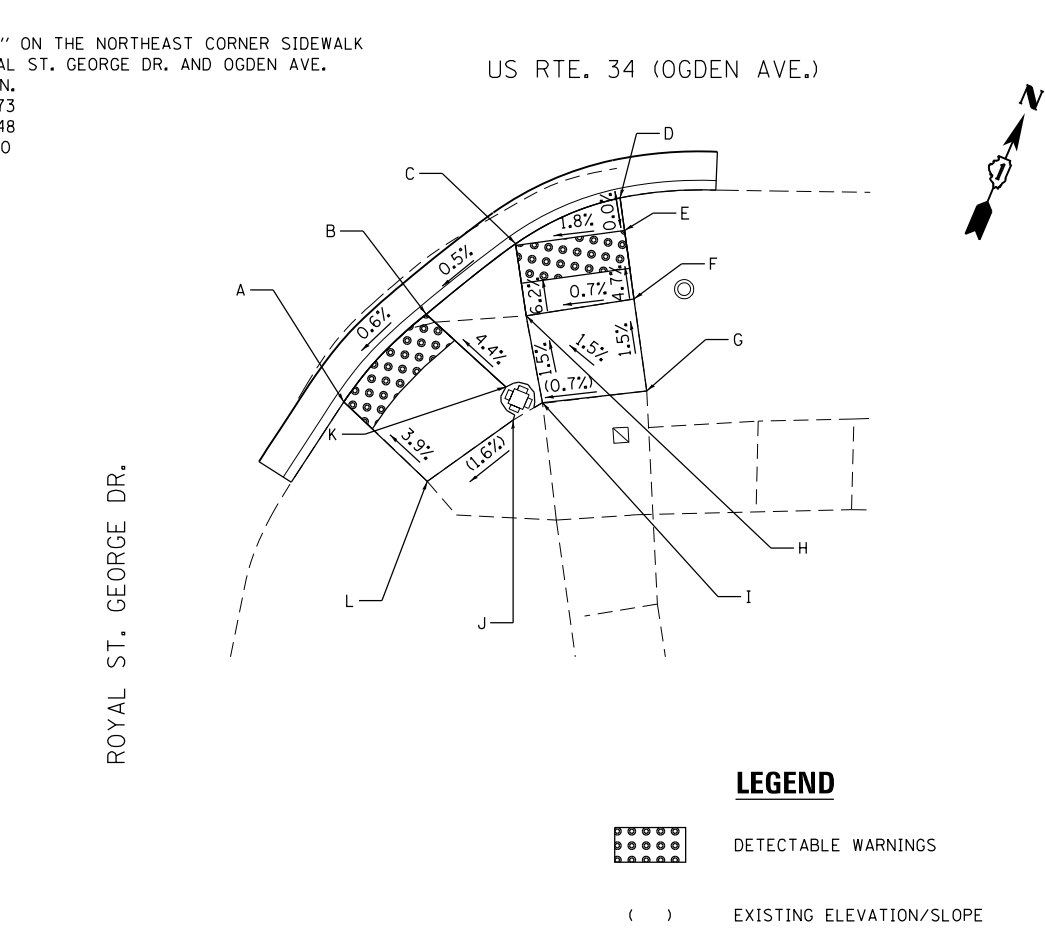 " ON THE NORTHEAST CORNER SIDEWALK
AL ST. GEORGE DR. AND OGDEN AVE.
N.
73
48
0
US RTE. 34 (OGDEN AVE.)
N
1
D
C
0.0%
1.8%
E
B
0.5%
F
4.7%
0.7%
6.2%
A
0.6%
G
4.4%
1.5%
1.5%
1.5%
(0.7%)
K
3.9%
(1.6%)
H
I
L
J
ROYAL ST. GEORGE DR.
LEGEND
DETECTABLE WARNINGS
( ) EXISTING ELEVATION/SLOPE